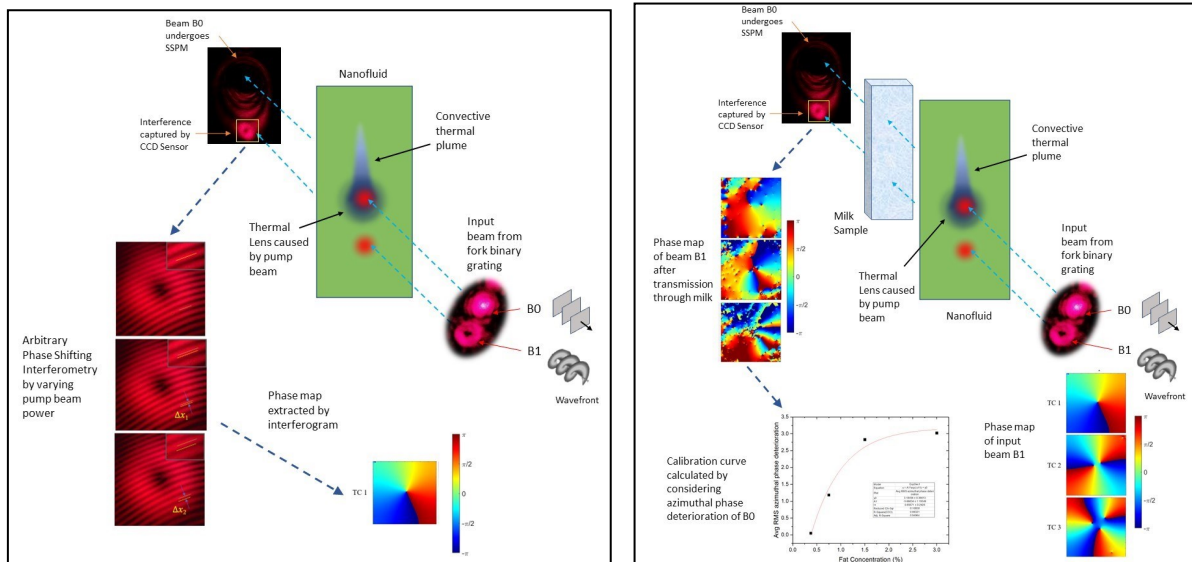 Beam B0
undergoes
SSPM
Nanofluid
Interference
captured by
CCD Sensor
Convective
thermal
plume
Thermal
Lens caused
by pump
beam
Input
beam from
fork binary
grating
B0
B1
Wavefront
Arbitrary
Phase Shifting
Interferometry
by varying
pump beam
power
Δx₁
Δx₂
Phase map
extracted by
interferogram
TC 1
π
π/2
0
−π/2
−π
Beam B0
undergoes
SSPM
Interference
captured by
CCD Sensor
Convective
thermal
plume
Milk
Sample
Thermal
Lens
caused by
pump
beam
Nanofluid
Input
beam from
fork binary
grating
B0
B1
Wavefront
Phase map
of beam B1
after
transmission
through milk
π
π/2
0
−π/2
−π
Phase map
of input
beam B1
TC 1
TC 2
TC 3
π
π/2
0
−π/2
−π
Calibration curve
calculated by
considering
azimuthal phase
deterioration of B0
Avg RMS azimuthal phase deterioration
3.5
3.0
2.5
2.0
1.5
1.0
0.5
0.0
0.0 0.5 1.0 1.5 2.0 2.5 3.0
Fat Concentration (%)